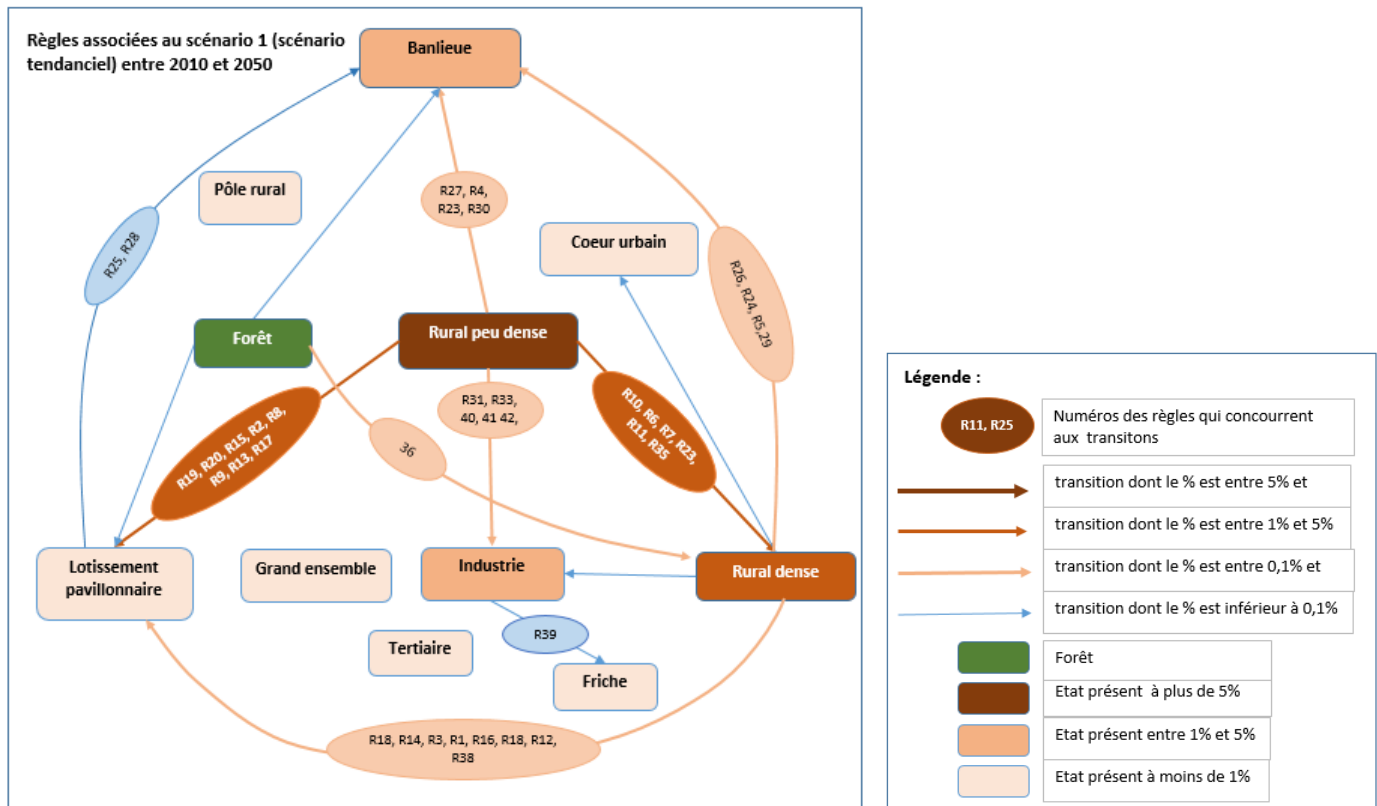 Règles associées au scénario 1 (scénario
tendanciel) entre 2010 et 2050
Banlieue
Pôle rural
R27, R4,
R23, R30
Coeur urbain
R25, R28
R26, R24, R5,29
Forêt
Rural peu dense
R31, R33,
40, 41 42,
R19, R20, R15, R2, R8,
R9, R13, R17
36
R10, R6, R7, R23,
R11, R35
Lotissement
pavillonnaire
Grand ensemble
Industrie
Rural dense
R39
Tertiaire
Friche
R18, R14, R3, R1, R16, R18, R12,
R38
Légende :
R11, R25
Numéros des règles qui concourrent
aux transitons
transition dont le % est entre 5% et
transition dont le % est entre 1% et 5%
transition dont le % est entre 0,1% et
transition dont le % est inférieur à 0,1%
Forêt
Etat présent à plus de 5%
Etat présent entre 1% et 5%
Etat présent à moins de 1%